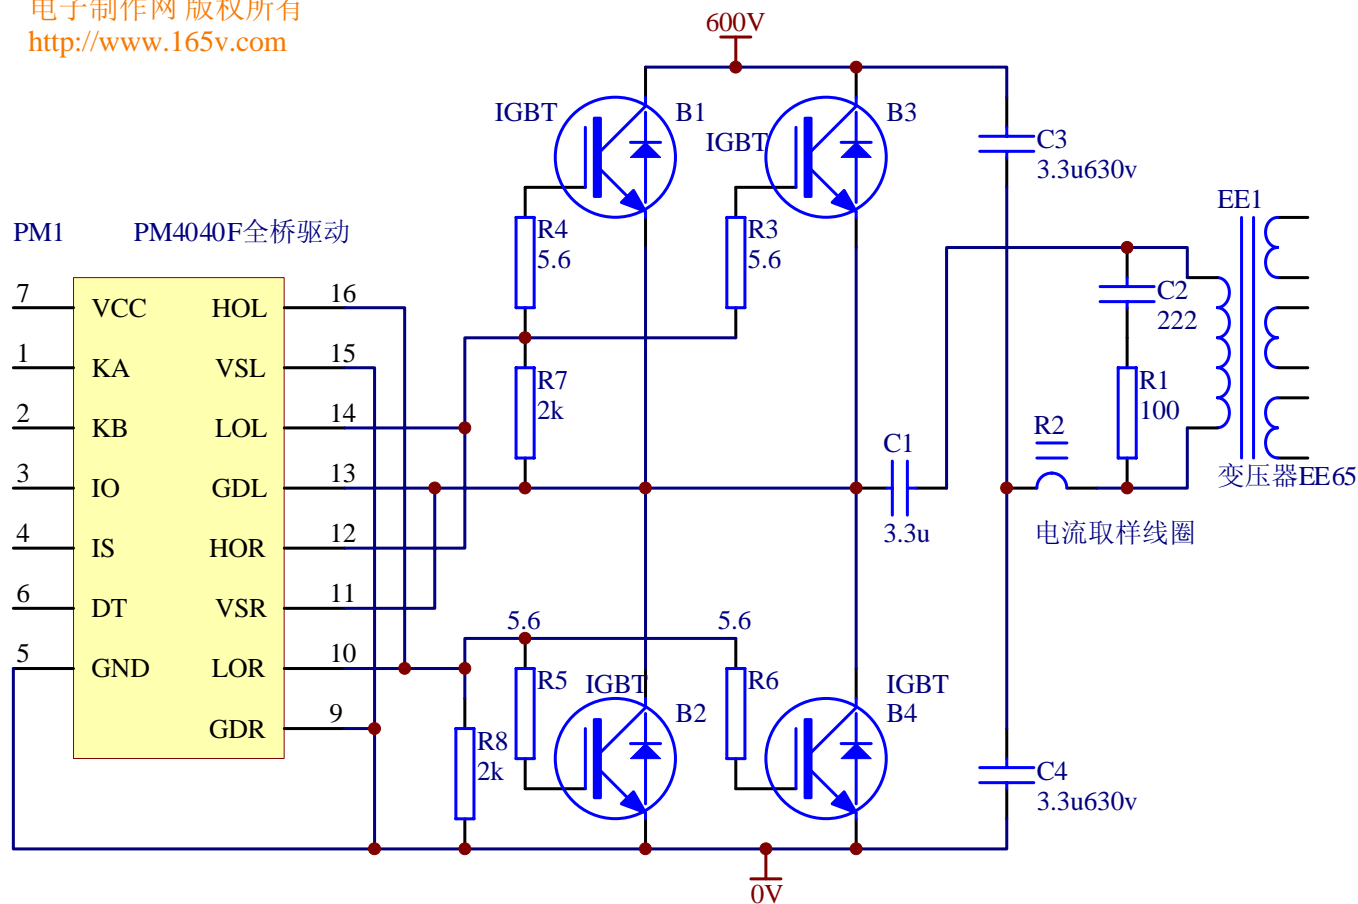 电子制作网 版权所有
http://www.165v.com
600V
IGBT
B1
B3
IGBT
C3
3.3u630v
EE1
PM1
PM4040F全桥驱动
R4
5.6
R3
5.6
7
VCC
HOL
16
C2
222
1
KA
VSL
15
R7
2k
R1
100
2
KB
LOL
14
C1
R2
3
IO
GDL
13
变压器EE65
3.3u
电流取样线圈
4
IS
HOR
12
6
DT
VSR
11
5.6
5.6
5
GND
LOR
10
R5
IGBT
R6
IGBT
GDR
9
B2
B4
R8
2k
C4
3.3u630v
0V